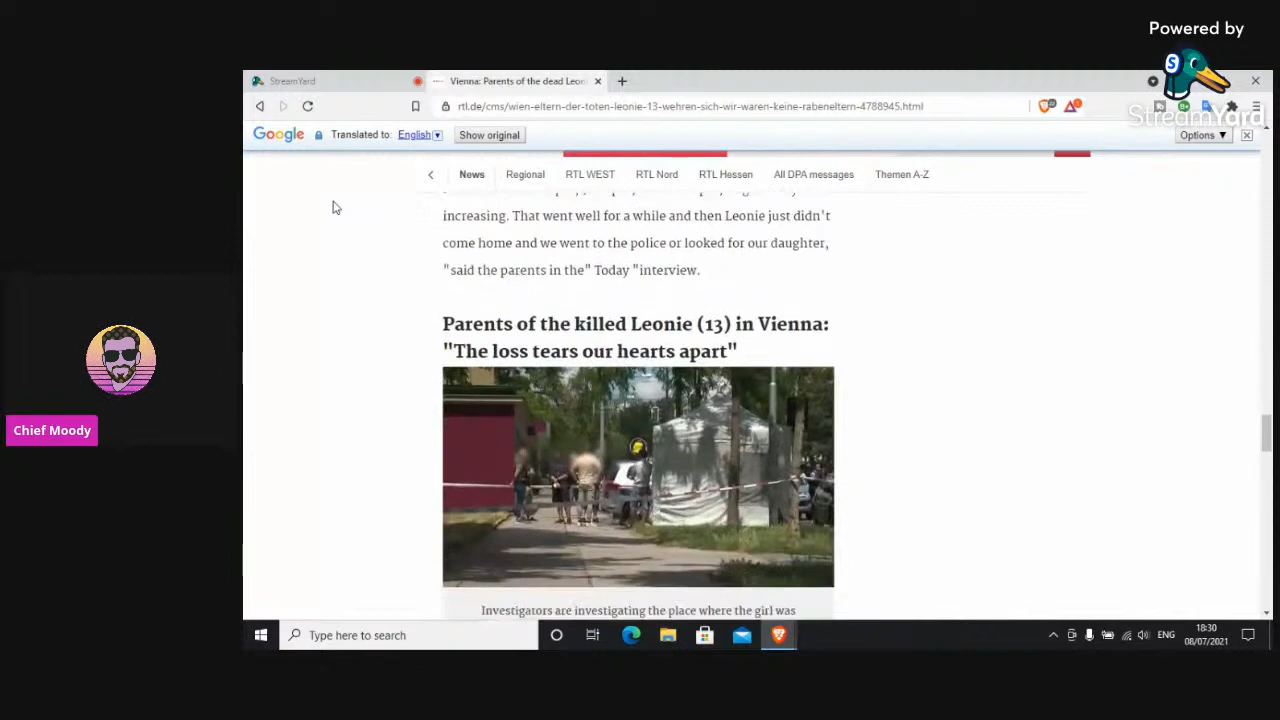 Powered by
StreamYard
StreamYard
Vienna: Parents of the dead Leon
rtl.de/cms/wien-eltern-der-toten-leonie-13-wehren-sich-wir-waren-keine-rabeneltern-4788945.html
Google Translated to: English Show original Options
News Regional RTL WEST RTL Nord RTL Hessen All DPA messages Themen A-Z
increasing. That went well for a while and then Leonie just didn't
come home and we went to the police or looked for our daughter,
"said the parents in the" Today "interview.
Parents of the killed Leonie (13) in Vienna:
"The loss tears our hearts apart"
Investigators are investigating the place where the girl was
Chief Moody
Type here to search
ENG
18:30
08/07/2021